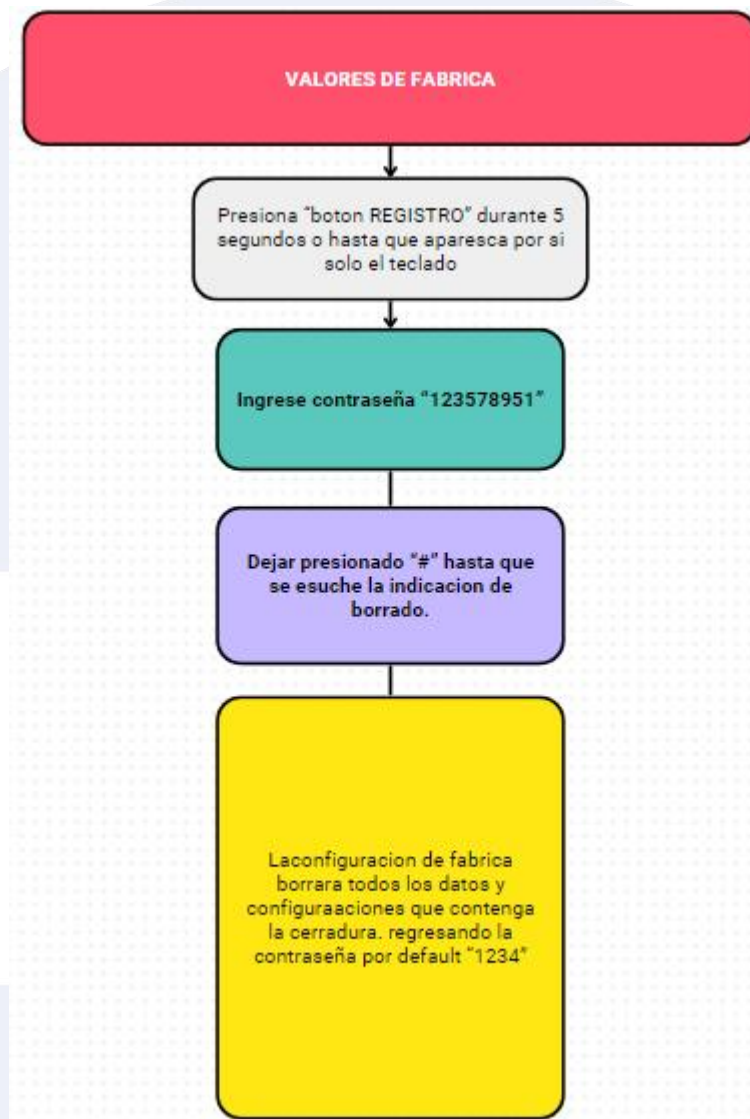 VALORES DE FABRICA
Presiona "boton REGISTRO" durante 5
segundos o hasta que aparesca por si
solo el teclado
Ingrese contraseña "123578951"
Dejar presionado "#" hasta que
se esuche la indicacion de
borrado.
Laconfiguracion de fabrica
borrara todos los datos y
configuraaciones que contenga
la cerradura. regresando la
contraseña por default "1234"